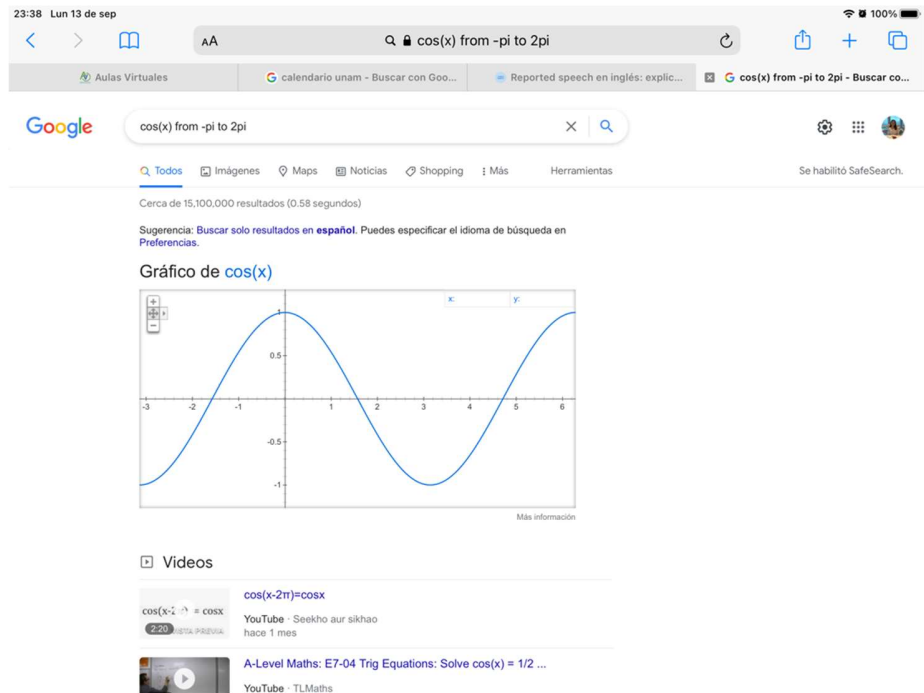 23:38 Lun 13 de sep
100%
AA
cos(x) from -pi to 2pi
Aulas Virtuales
calendario unam - Buscar con Goo...
Reported speech en inglés: explic...
cos(x) from -pi to 2pi - Buscar co...
Google
cos(x) from -pi to 2pi
Todos
Imágenes
Maps
Noticias
Shopping
Más
Herramientas
Se habilitó SafeSearch.
Cerca de 15,100,000 resultados (0.58 segundos)
Sugerencia: Buscar solo resultados en español. Puedes especificar el idioma de búsqueda en
Preferencias.
Gráfico de cos(x)
x:
y:
1
0.5
-3 -2 -1 1 2 3 4 5 6
-0.5
-1
Más información
Videos
cos(x-2π)=cosx
cos(x-2 = cosx
YouTube · Seekho aur sikhao
2:20 VISTA PREVIA
hace 1 mes
A-Level Maths: E7-04 Trig Equations: Solve cos(x) = 1/2 ...
YouTube · TLMaths